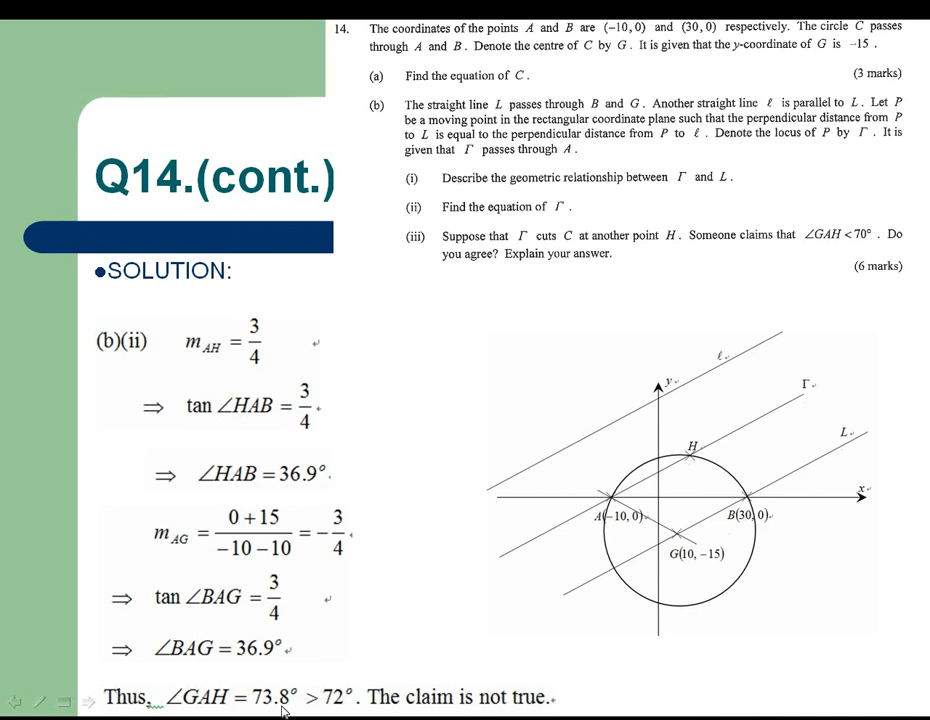 14. The coordinates of the points A and B are (−10, 0) and (30, 0) respectively. The circle C passes
through A and B. Denote the centre of C by G. It is given that the y-coordinate of G is −15.
(a) Find the equation of C. (3 marks)
(b) The straight line L passes through B and G. Another straight line ℓ is parallel to L. Let P
be a moving point in the rectangular coordinate plane such that the perpendicular distance from P
to L is equal to the perpendicular distance from P to ℓ. Denote the locus of P by Γ. It is
given that Γ passes through A.
(i) Describe the geometric relationship between Γ and L.
(ii) Find the equation of Γ.
(iii) Suppose that Γ cuts C at another point H. Someone claims that ∠GAH < 70°. Do
you agree? Explain your answer.
(6 marks)
Q14.(cont.)
●SOLUTION:
(b)(ii) m_AH = 3/4
⇒ tan ∠HAB = 3/4
⇒ ∠HAB = 36.9°
m_AG = (0 + 15)/(−10 − 10) = −3/4
⇒ tan ∠BAG = 3/4
⇒ ∠BAG = 36.9°
Thus, ∠GAH = 73.8° > 72°. The claim is not true.
ℓ
y
Γ
L
H
x
A(−10, 0)
B(30, 0)
G(10, −15)